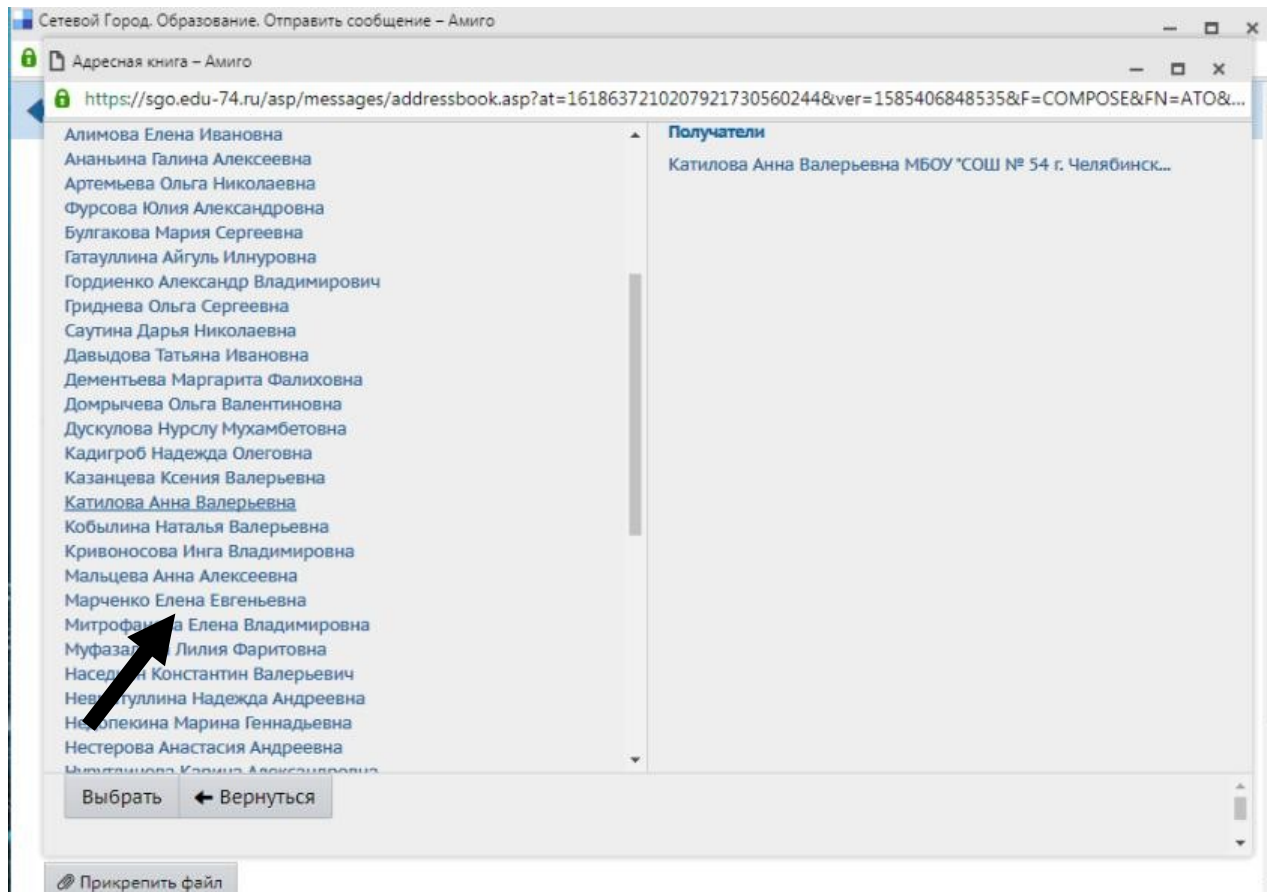 Сетевой Город. Образование. Отправить сообщение – Амиго
Адресная книга – Амиго
https://sgo.edu-74.ru/asp/messages/addressbook.asp?at=161863721020792173056​0244&ver=1585406848535&F=COMPOSE&FN=ATO&...
Алимова Елена Ивановна
Ананьина Галина Алексеевна
Артемьева Ольга Николаевна
Фурсова Юлия Александровна
Булгакова Мария Сергеевна
Гатауллина Айгуль Илнуровна
Гордиенко Александр Владимирович
Гриднева Ольга Сергеевна
Саутина Дарья Николаевна
Давыдова Татьяна Ивановна
Дементьева Маргарита Фалиховна
Домрычева Ольга Валентиновна
Дускулова Нурслу Мухамбетовна
Кадигроб Надежда Олеговна
Казанцева Ксения Валерьевна
Катилова Анна Валерьевна
Кобылина Наталья Валерьевна
Кривоносова Инга Владимировна
Мальцева Анна Алексеевна
Марченко Елена Евгеньевна
Елена Владимировна
Лилия Фаритовна
Константин Валерьевич
Надежда Андреевна
Марина Геннадьевна
Нестерова Анастасия Андреевна
Получатели
Катилова Анна Валерьевна МБОУ "СОШ № 54 г. Челябинск...
Выбрать
Вернуться
Прикрепить файл